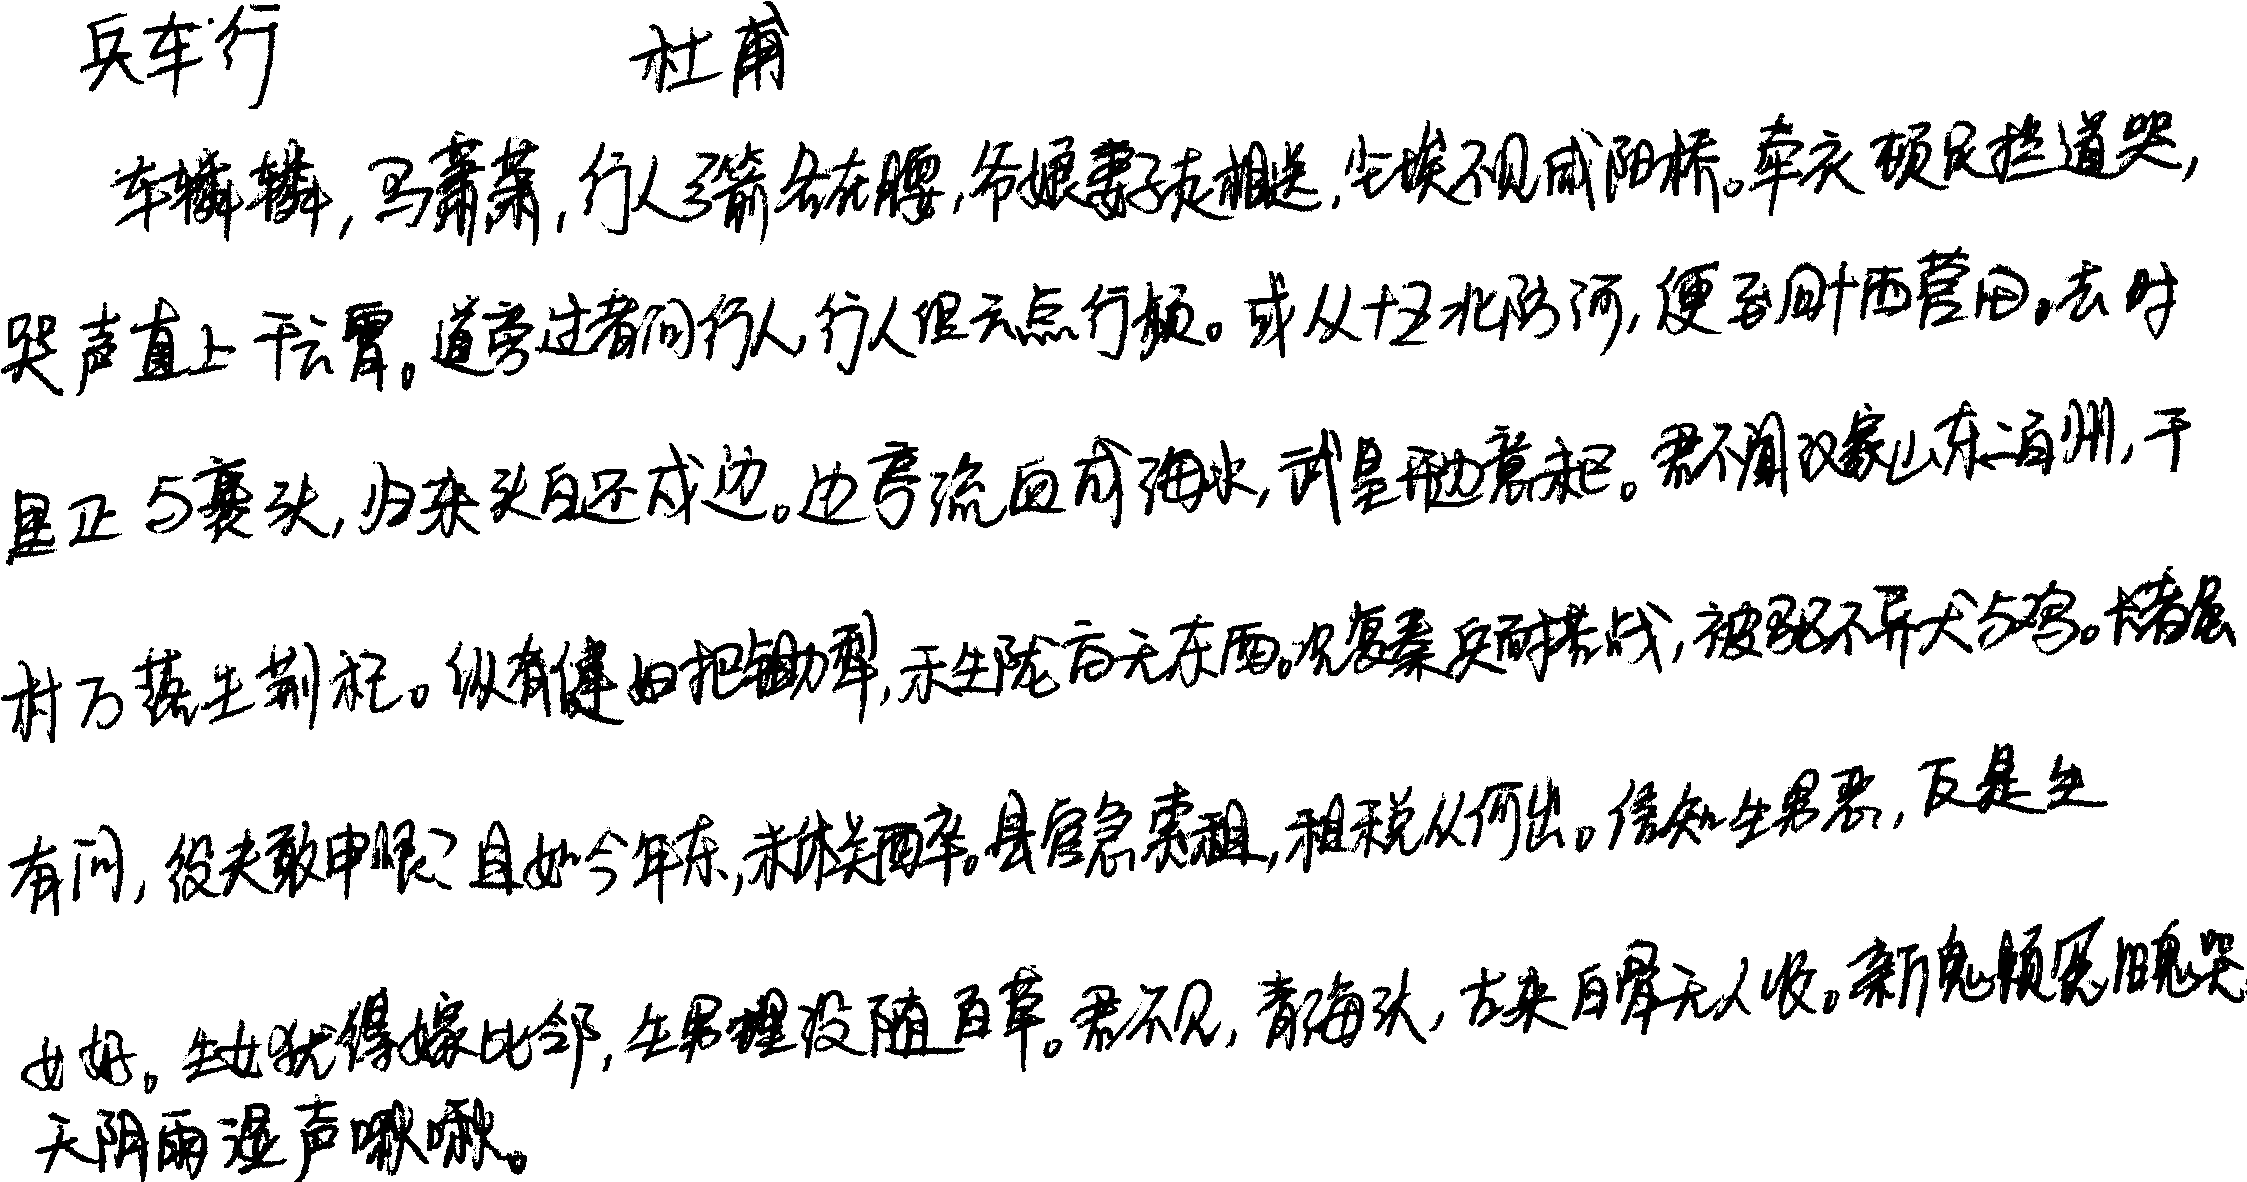 兵车行 杜甫
车辚辚,马萧萧,行人弓箭各在腰,爷娘妻子走相送,尘埃不见咸阳桥。牵衣顿足拦道哭,
哭声直上干云霄。道旁过者问行人,行人但云点行频。或从十五北防河,便至四十西营田。去时
里正与裹头,归来头白还戍边。边亭流血成海水,武皇开边意未已。君不闻汉家山东二百州,千
村万落生荆杞。纵有健妇把锄犁,禾生陇亩无东西。况复秦兵耐苦战,被驱不异犬与鸡。长者虽
有问,役夫敢申恨?且如今年冬,未休关西卒。县官急索租,租税从何出。信知生男恶,反是生
女好。生女犹得嫁比邻,生男埋没随百草。君不见,青海头,古来白骨无人收。新鬼烦冤旧鬼哭
天阴雨湿声啾啾。